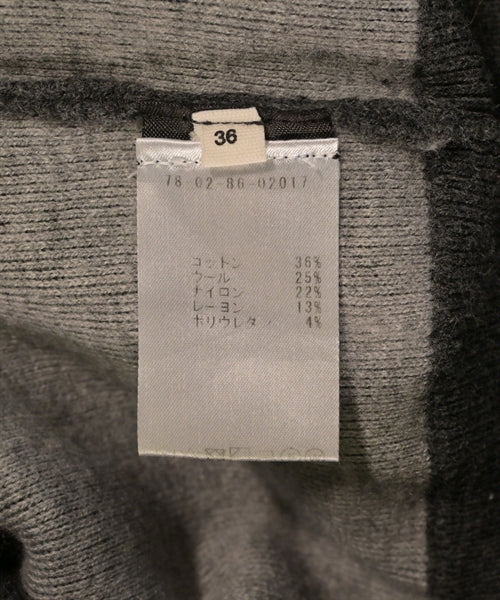 36
78-02-86-02017
コットン 36%
ウール 25%
ナイロン 22%
レーヨン 13%
ポリウレタン 4%